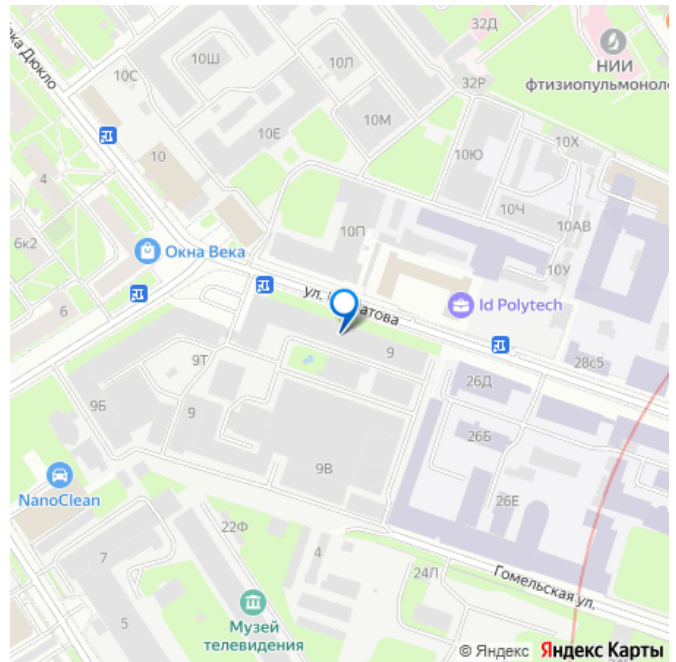 32Д
НИИ
фтизиопульмоноло
ка Дюкло
10Ш
10Л
10С
32Р
10М
10Е
10Х
10
10Ю
4
10Ч
10АВ
10П
6к2
Окна Века
10У
ул.
атова
Id Polytech
6
9
9Т
28с5
26Д
9Б
9
26Б
9В
NanoClean
26Е
22Ф
7
4
24Л
Гомельская ул.
5
Музей
телевидения
© Яндекс Яндекс Карты